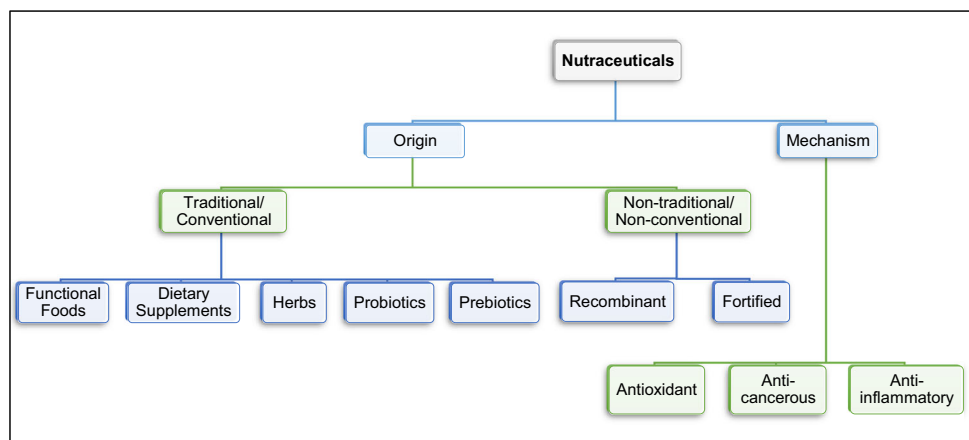 Nutraceuticals
Origin
Mechanism
Traditional/
Conventional
Non-traditional/
Non-conventional
Functional
Foods
Dietary
Supplements
Herbs
Probiotics
Prebiotics
Recombinant
Fortified
Antioxidant
Anti-
cancerous
Anti-
inflammatory